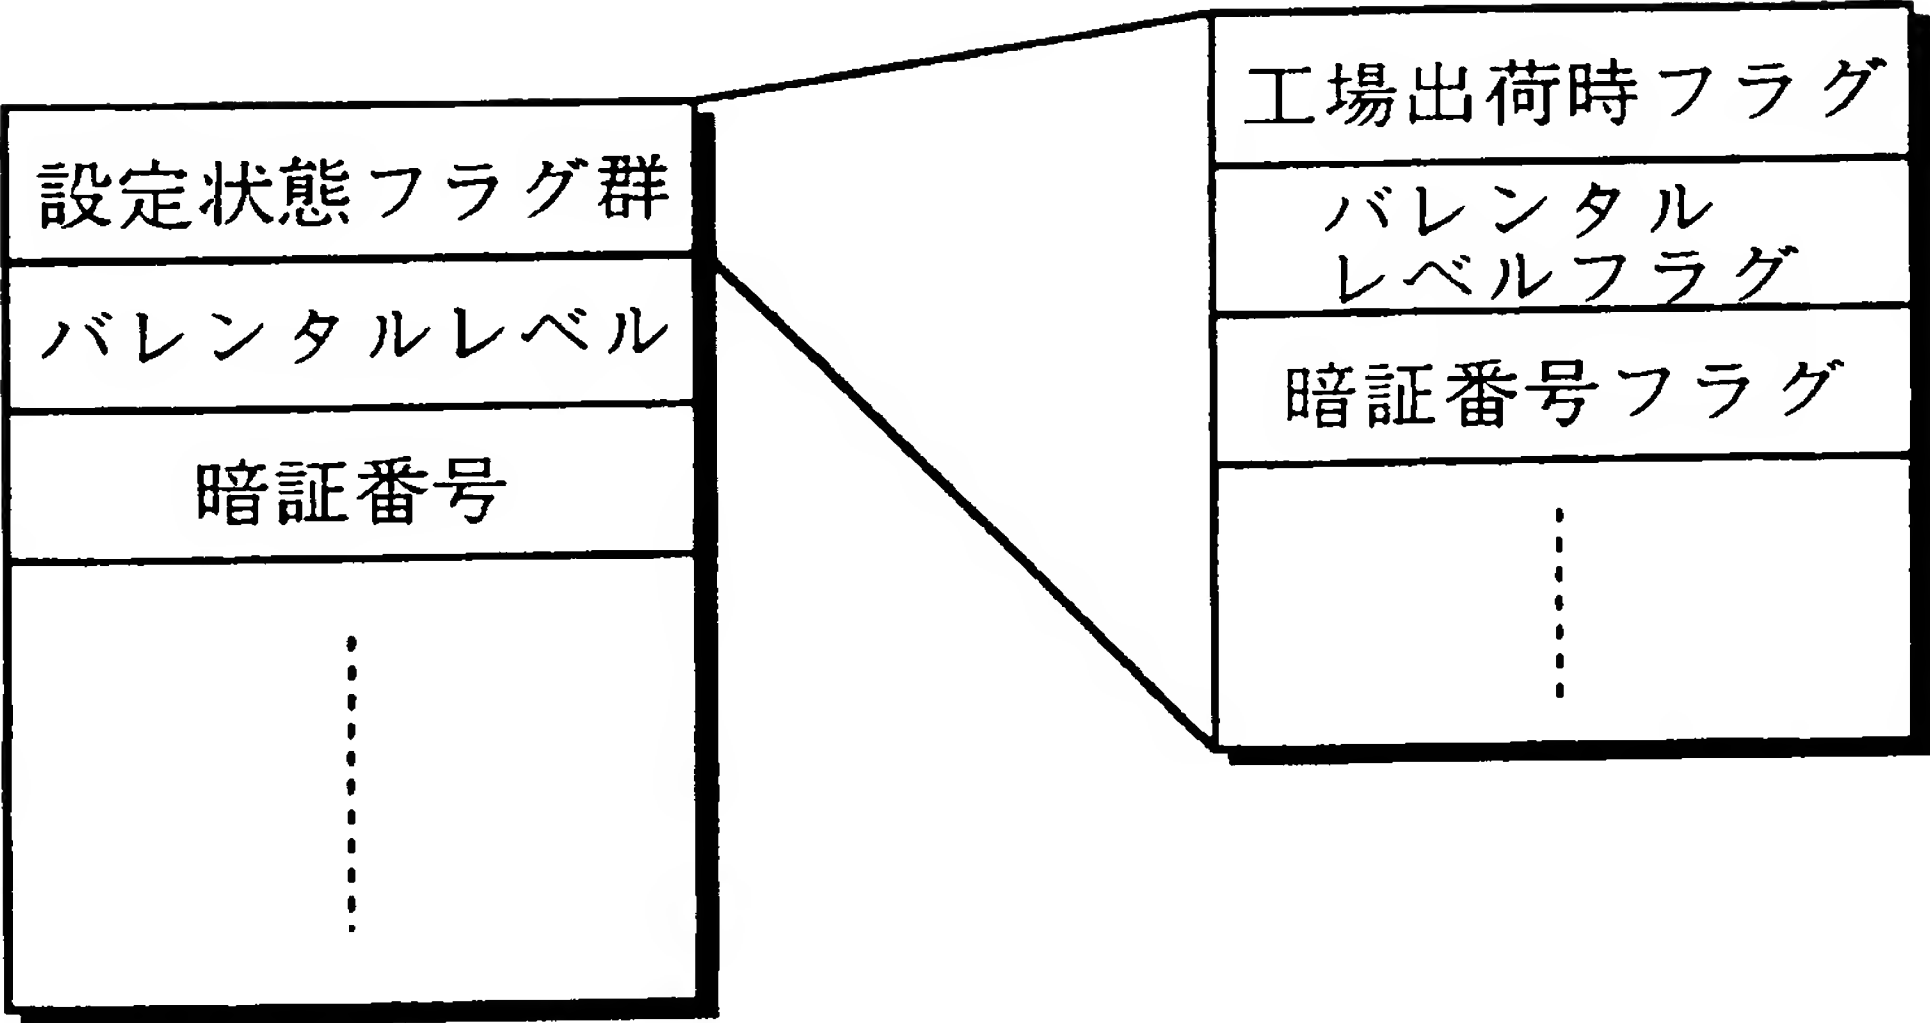 設定状態フラグ群
バレンタルレベル
暗証番号
工場出荷時フラグ
バレンタル
レベルフラグ
暗証番号フラグ